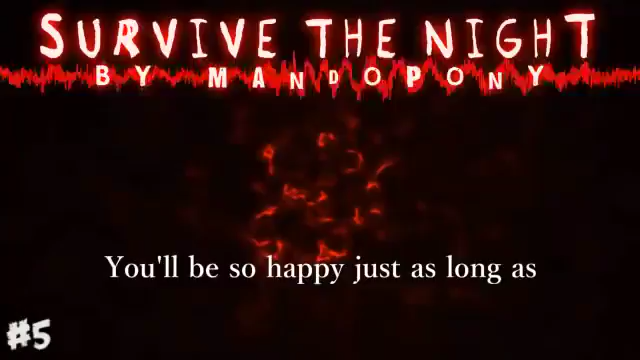 SURVIVE THE NIGHT
BY MANDOPONY
You'll be so happy just as long as
#5